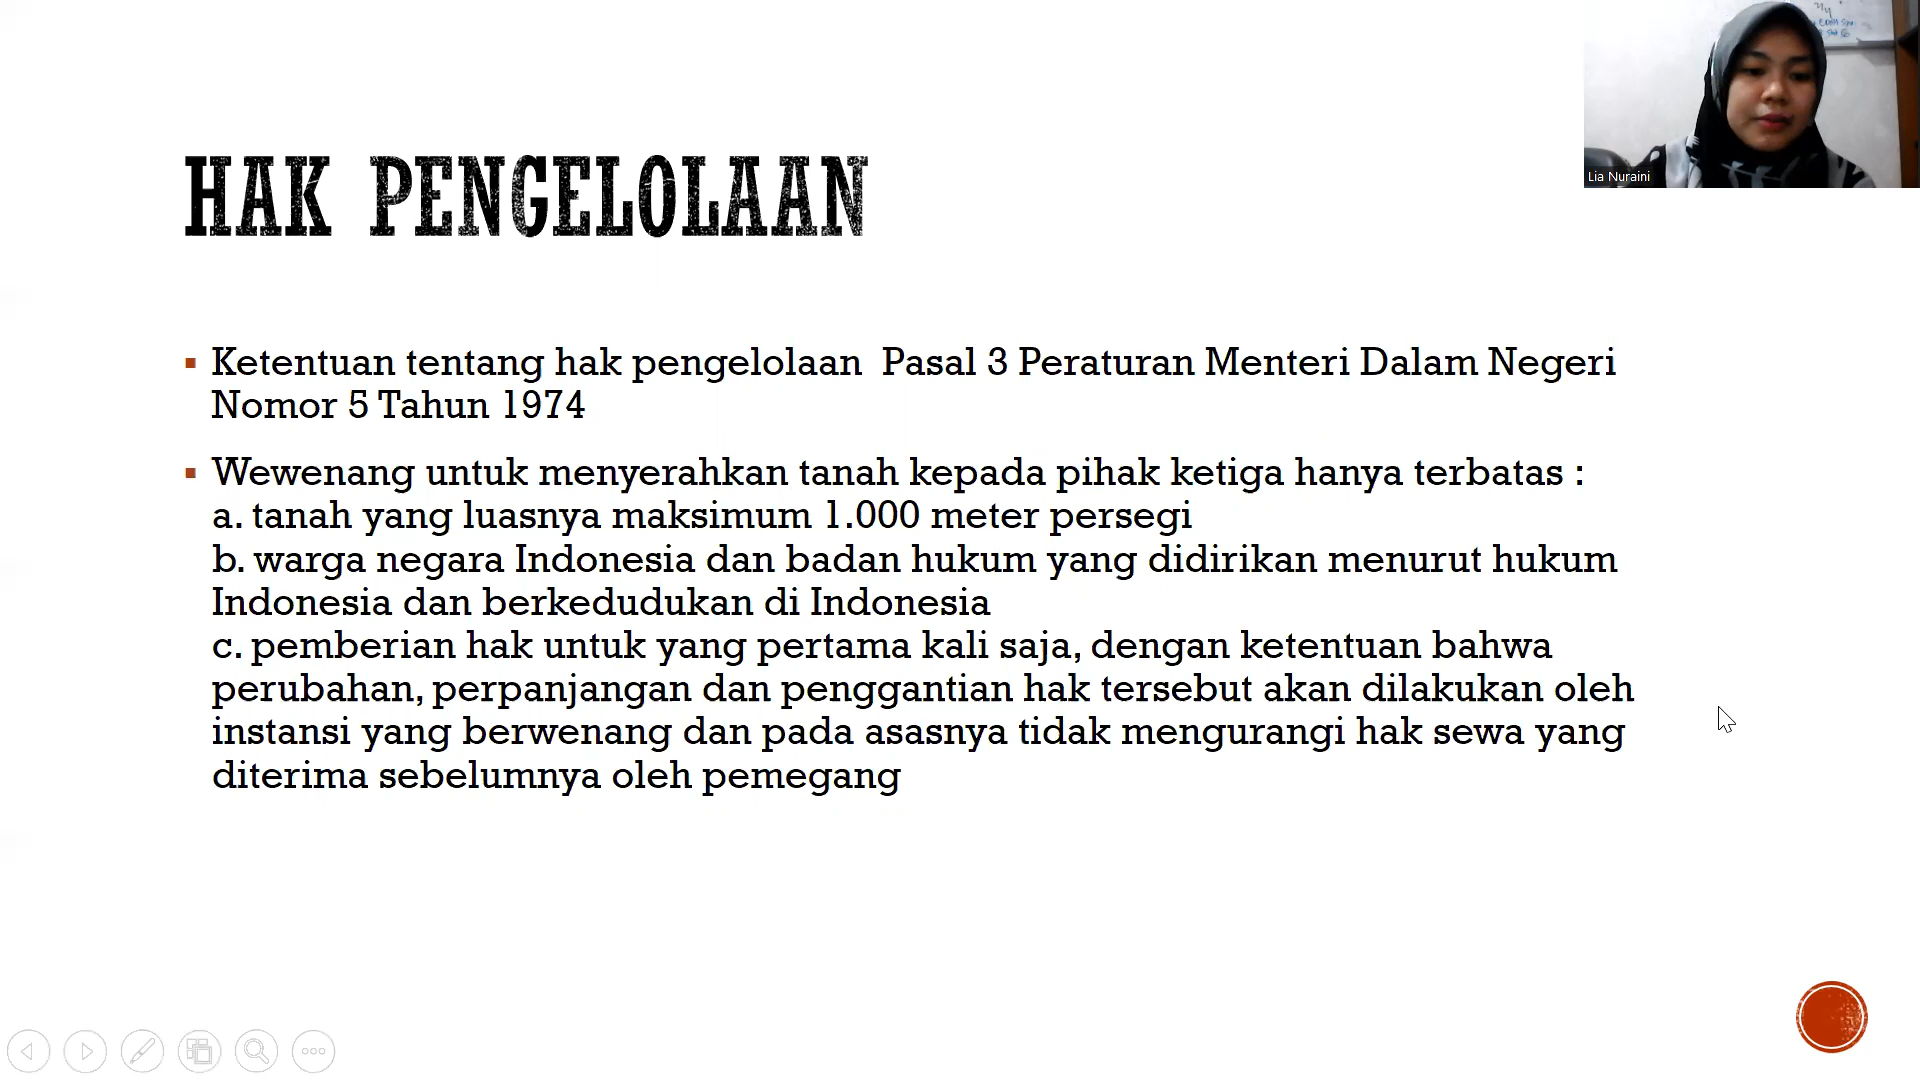 HAK PENGELOLAAN
Ketentuan tentang hak pengelolaan Pasal 3 Peraturan Menteri Dalam Negeri
Nomor 5 Tahun 1974
Wewenang untuk menyerahkan tanah kepada pihak ketiga hanya terbatas :
a. tanah yang luasnya maksimum 1.000 meter persegi
b. warga negara Indonesia dan badan hukum yang didirikan menurut hukum
Indonesia dan berkedudukan di Indonesia
c. pemberian hak untuk yang pertama kali saja, dengan ketentuan bahwa
perubahan, perpanjangan dan penggantian hak tersebut akan dilakukan oleh
instansi yang berwenang dan pada asasnya tidak mengurangi hak sewa yang
diterima sebelumnya oleh pemegang
Lia Nuraini